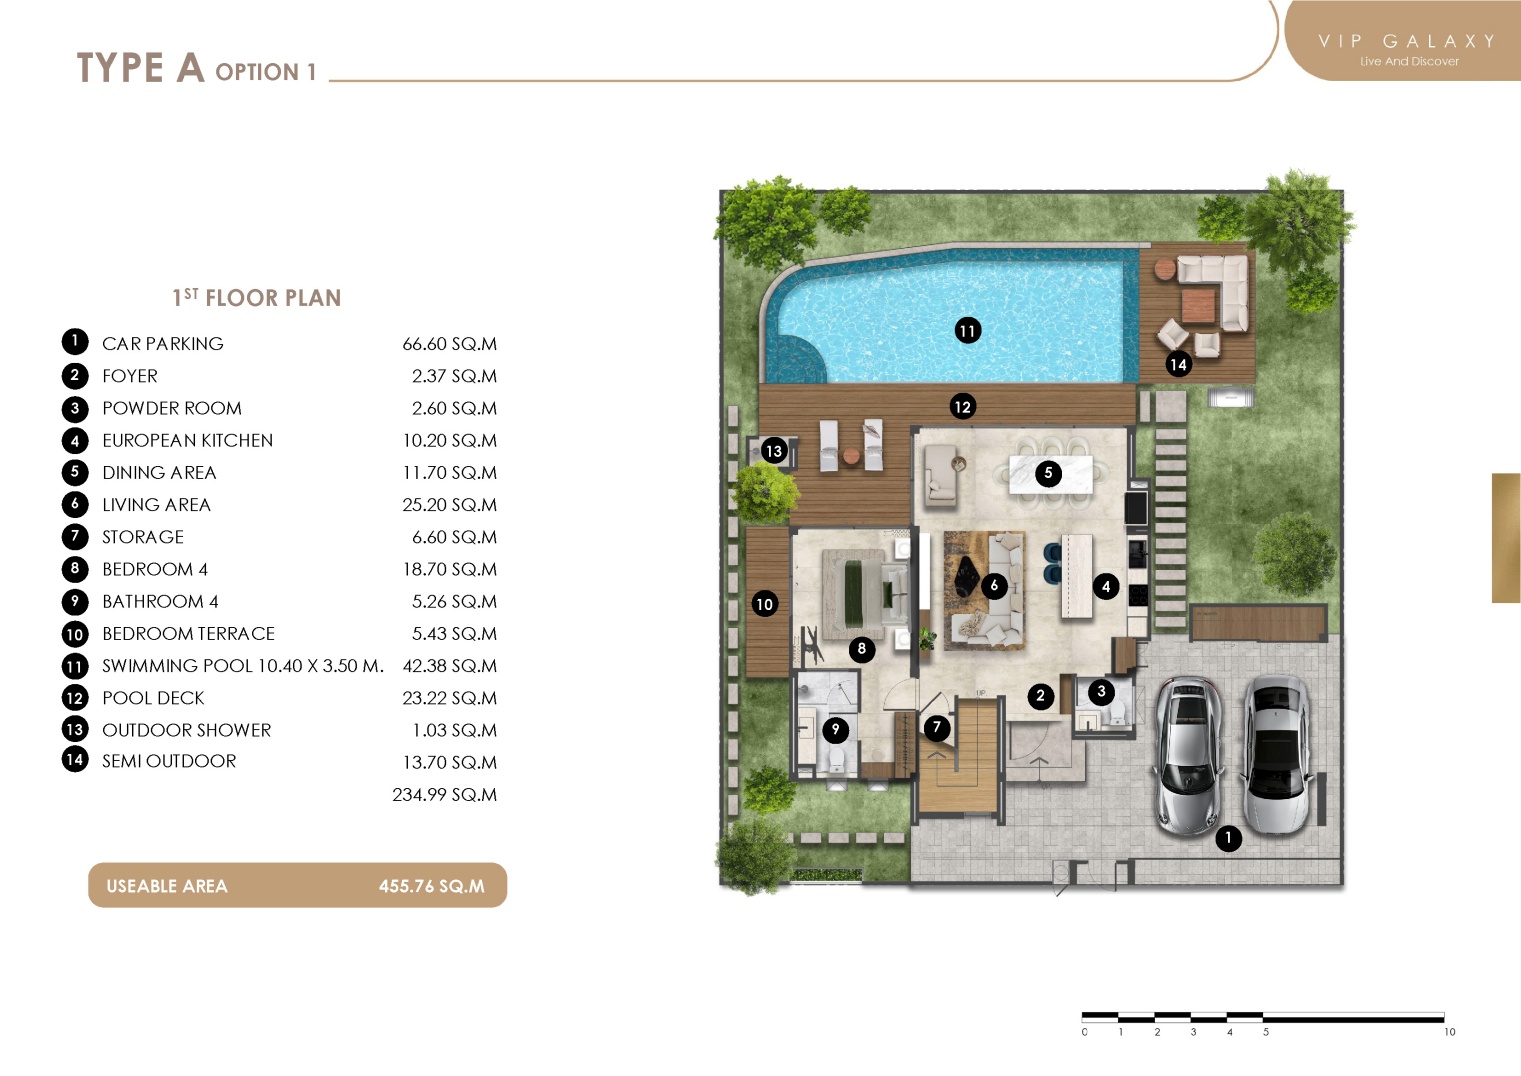 TYPE A OPTION 1
VIP GALAXY
Live And Discover
1ST FLOOR PLAN
1 CAR PARKING 66.60 SQ.M
2 FOYER 2.37 SQ.M
3 POWDER ROOM 2.60 SQ.M
4 EUROPEAN KITCHEN 10.20 SQ.M
5 DINING AREA 11.70 SQ.M
6 LIVING AREA 25.20 SQ.M
7 STORAGE 6.60 SQ.M
8 BEDROOM 4 18.70 SQ.M
9 BATHROOM 4 5.26 SQ.M
10 BEDROOM TERRACE 5.43 SQ.M
11 SWIMMING POOL 10.40 X 3.50 M. 42.38 SQ.M
12 POOL DECK 23.22 SQ.M
13 OUTDOOR SHOWER 1.03 SQ.M
14 SEMI OUTDOOR 13.70 SQ.M
234.99 SQ.M
USEABLE AREA 455.76 SQ.M
11
14
12
13
5
6
4
10
8
2
3
UP
7
9
1
0 1 2 3 4 5 10